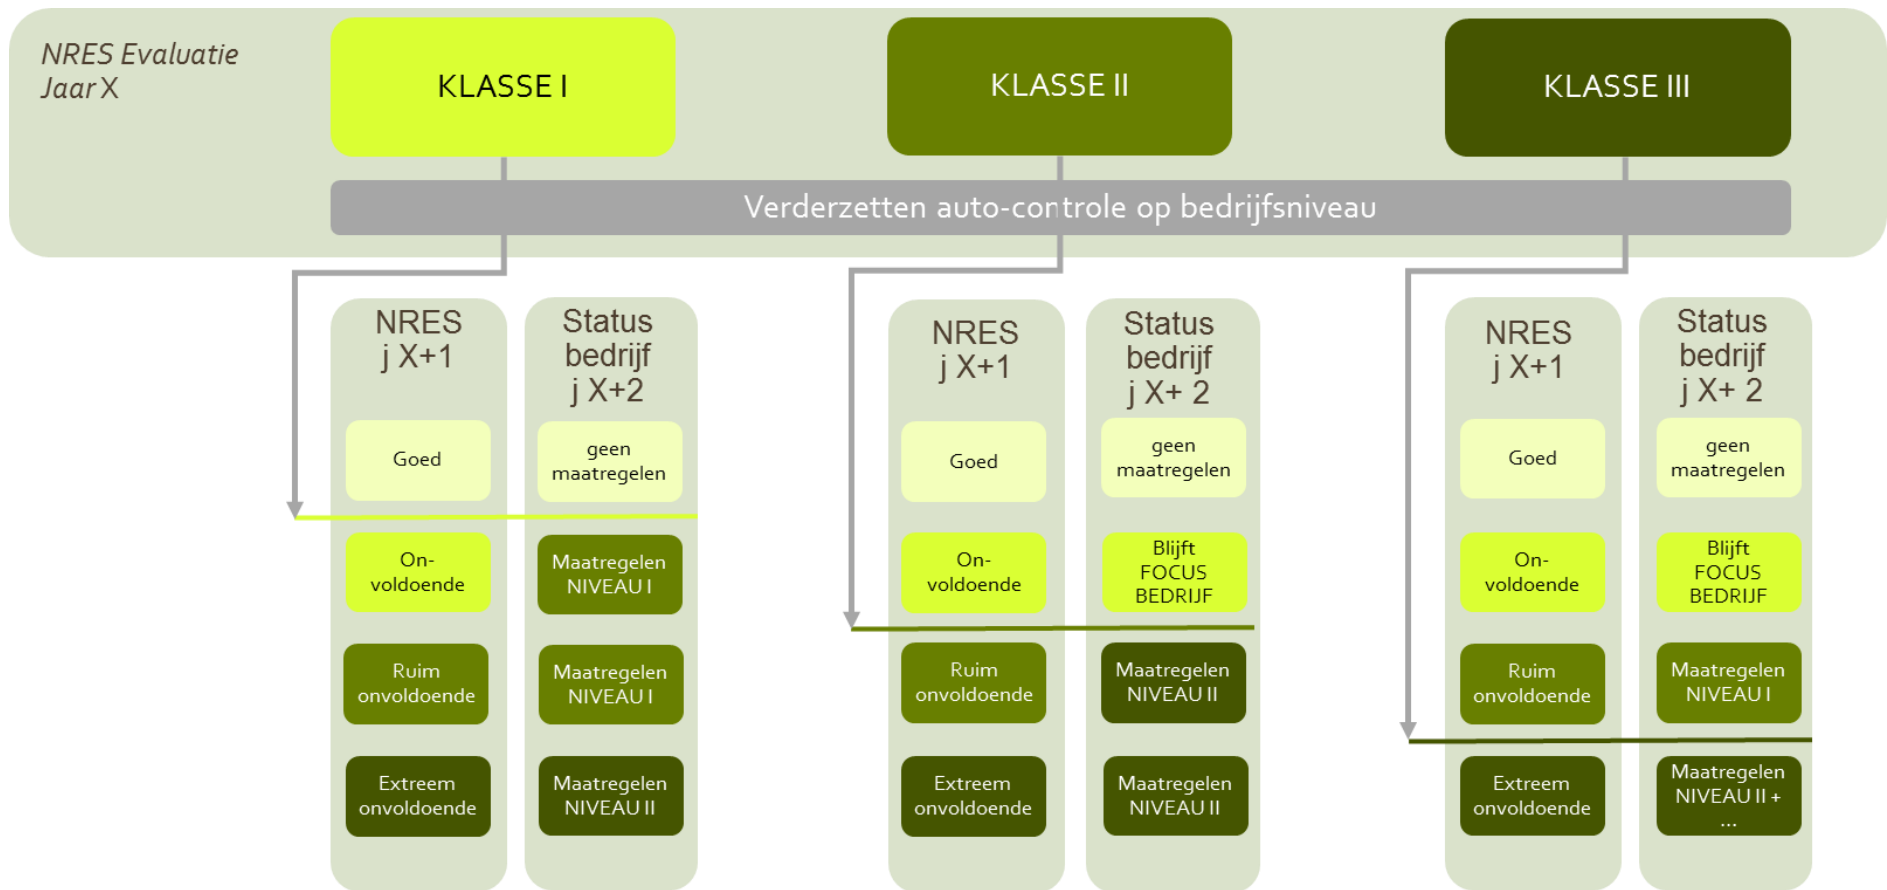 NRES Evaluatie
Jaar X
KLASSE I
KLASSE II
KLASSE III
Verderzetten auto-controle op bedrijfsniveau
NRES
j X+1
Status
bedrijf
j X+2
Goed
geen
maatregelen
On-
voldoende
Maatregelen
NIVEAU I
Ruim
onvoldoende
Maatregelen
NIVEAU I
Extreem
onvoldoende
Maatregelen
NIVEAU II
NRES
j X+1
Status
bedrijf
j X+ 2
Goed
geen
maatregelen
On-
voldoende
Blijft
FOCUS
BEDRIJF
Ruim
onvoldoende
Maatregelen
NIVEAU II
Extreem
onvoldoende
Maatregelen
NIVEAU II
NRES
j X+1
Status
bedrijf
j X+ 2
Goed
geen
maatregelen
On-
voldoende
Blijft
FOCUS
BEDRIJF
Ruim
onvoldoende
Maatregelen
NIVEAU I
Extreem
onvoldoende
Maatregelen
NIVEAU II +
...